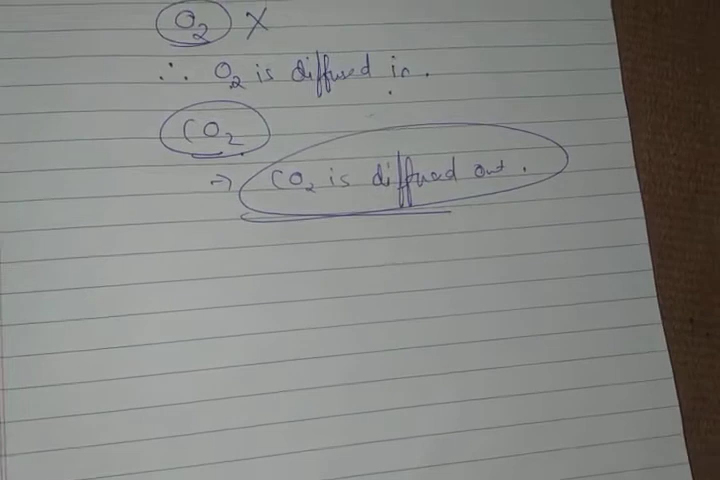 O₂ X
∴ O₂ is diffused in.
CO₂
→ CO₂ is diffused out.